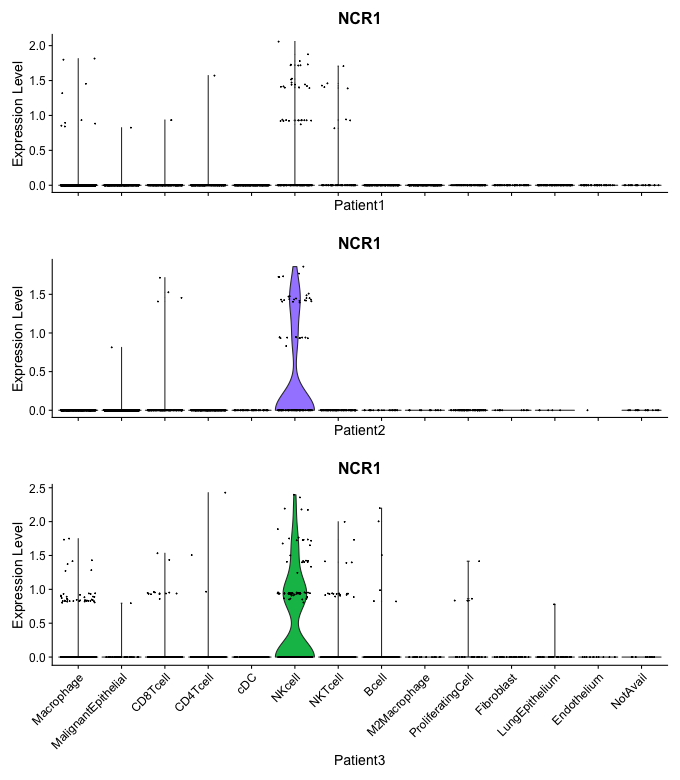 NCR1
Expression Level
2.0
1.5
1.0
0.5
0.0
Patient1
NCR1
Expression Level
1.5
1.0
0.5
0.0
Patient2
NCR1
Expression Level
2.5
2.0
1.5
1.0
0.5
0.0
Macrophage
MalignantEpithelial
CD8Tcell
CD4Tcell
cDC
NKcell
NKTcell
Bcell
M2Macrophage
ProliferatingCell
Fibroblast
LungEpithelium
Endothelium
NotAvail
Patient3